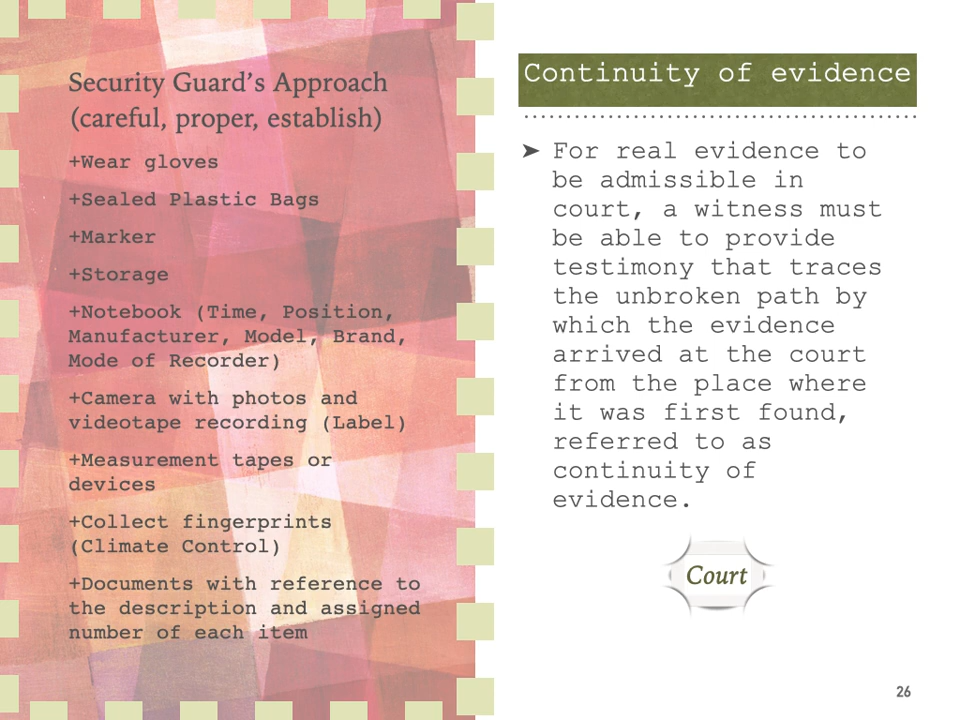 Security Guard's Approach
(careful, proper, establish)
+Wear gloves
+Sealed Plastic Bags
+Marker
+Storage
+Notebook (Time, Position,
Manufacturer, Model, Brand,
Mode of Recorder)
+Camera with photos and
videotape recording (Label)
+Measurement tapes or
devices
+Collect fingerprints
(Climate Control)
+Documents with reference to
the description and assigned
number of each item
Continuity of evidence
➤ For real evidence to
be admissible in
court, a witness must
be able to provide
testimony that traces
the unbroken path by
which the evidence
arrived at the court
from the place where
it was first found,
referred to as
continuity of
evidence.
Court
26